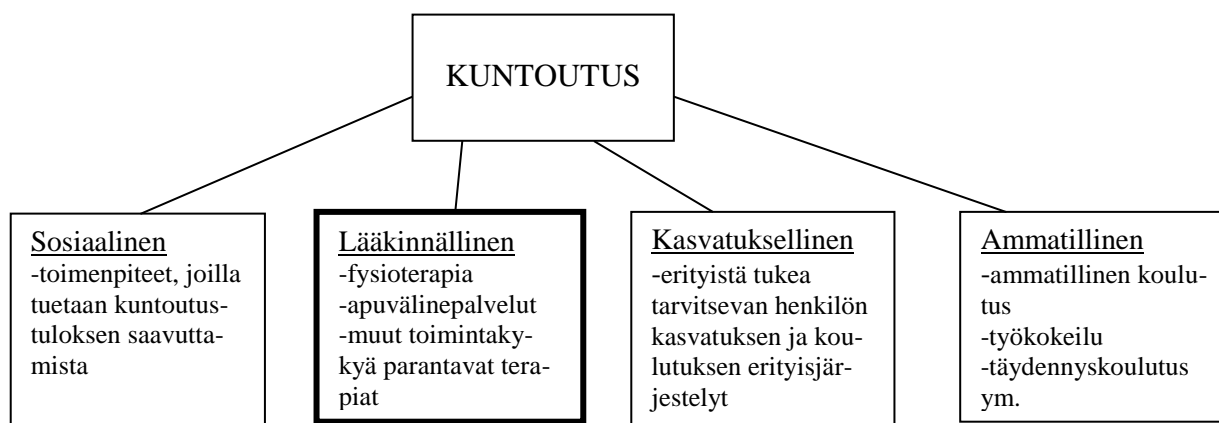 KUNTOUTUS
Sosiaalinen
-toimenpiteet, joilla
tuetaan kuntoutus-
tuloksen saavutta-
mista
Lääkinnällinen
-fysioterapia
-apuvälinepalvelut
-muut toimintaky-
kyä parantavat tera-
piat
Kasvatuksellinen
-erityistä tukea
tarvitsevan henkilön
kasvatuksen ja kou-
lutuksen erityisjär-
jestelyt
Ammatillinen
-ammatillinen koulu-
tus
-työkokeilu
-täydennyskoulutus
ym.